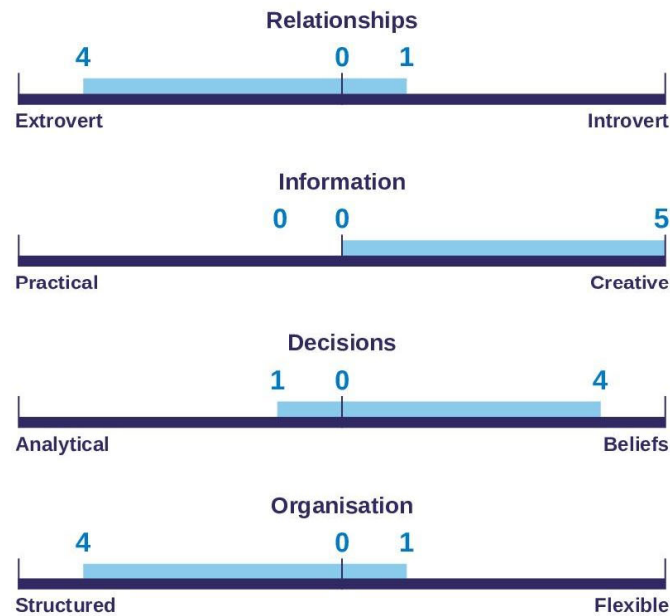 Relationships
4 0 1
Extrovert Introvert
Information
0 0 5
Practical Creative
Decisions
1 0 4
Analytical Beliefs
Organisation
4 0 1
Structured Flexible